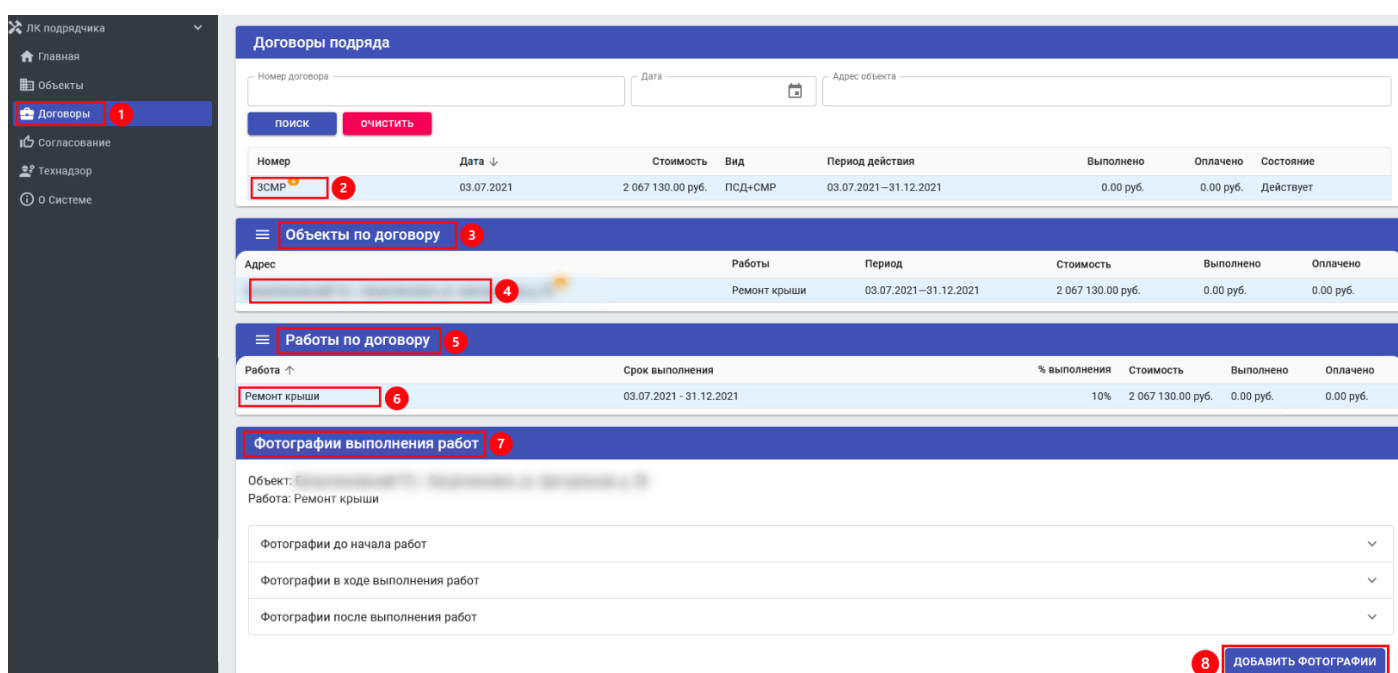 ЛК подрядчика
Главная
Объекты
Договоры 1
Согласование
Технадзор
О Системе
Договоры подряда
Номер договора Дата Адрес объекта
ПОИСК ОЧИСТИТЬ
Номер Дата Стоимость Вид Период действия Выполнено Оплачено Состояние
3СМР 2 03.07.2021 2 067 130.00 руб. ПСД+СМР 03.07.2021—31.12.2021 0.00 руб. 0.00 руб. Действует
Объекты по договору 3
Адрес Работы Период Стоимость Выполнено Оплачено
4 Ремонт крыши 03.07.2021—31.12.2021 2 067 130.00 руб. 0.00 руб. 0.00 руб.
Работы по договору 5
Работа Срок выполнения % выполнения Стоимость Выполнено Оплачено
Ремонт крыши 6 03.07.2021 - 31.12.2021 10% 2 067 130.00 руб. 0.00 руб. 0.00 руб.
Фотографии выполнения работ 7
Объект:
Работа: Ремонт крыши
Фотографии до начала работ
Фотографии в ходе выполнения работ
Фотографии после выполнения работ
8 ДОБАВИТЬ ФОТОГРАФИИ